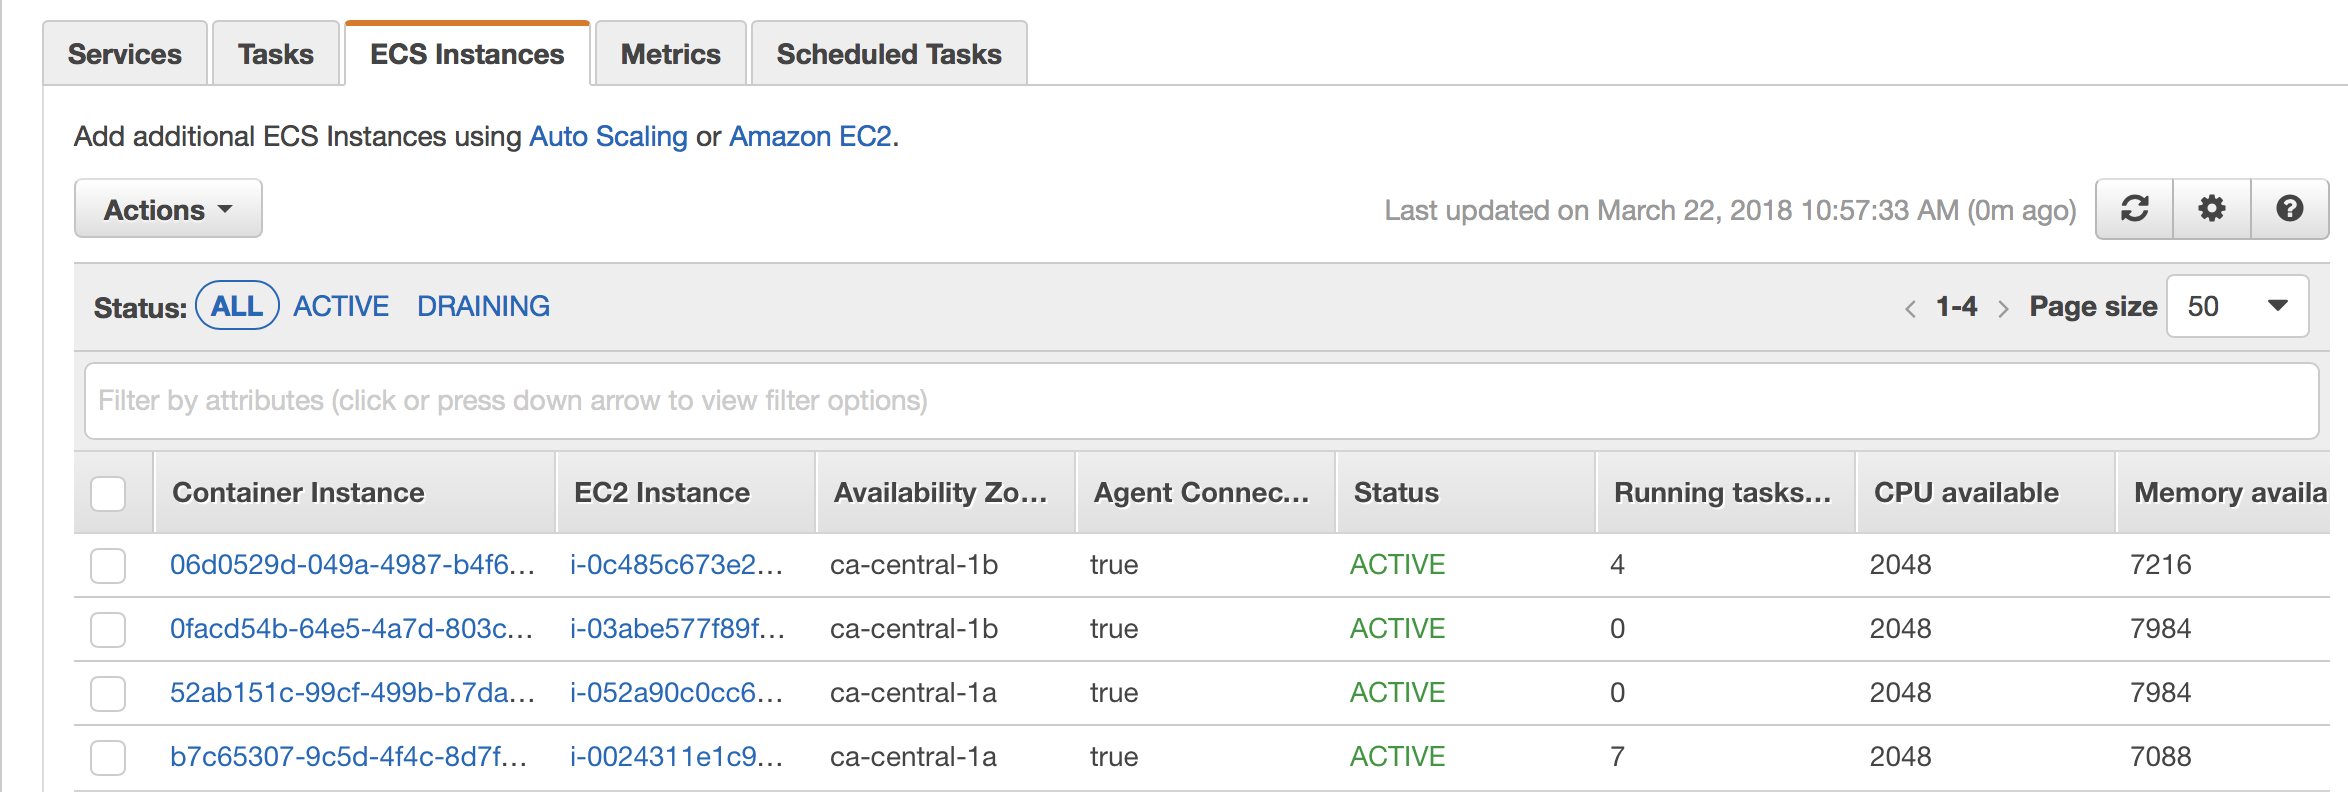 Services Tasks ECS Instances Metrics Scheduled Tasks
Add additional ECS Instances using Auto Scaling or Amazon EC2.
Actions Last updated on March 22, 2018 10:57:33 AM (0m ago)
Status: ALL ACTIVE DRAINING < 1-4 > Page size 50
Filter by attributes (click or press down arrow to view filter options)
Container Instance EC2 Instance Availability Zo... Agent Connec... Status Running tasks... CPU available Memory availa
06d0529d-049a-4987-b4f6... i-0c485c673e2... ca-central-1b true ACTIVE 4 2048 7216
0facd54b-64e5-4a7d-803c... i-03abe577f89f... ca-central-1b true ACTIVE 0 2048 7984
52ab151c-99cf-499b-b7da... i-052a90c0cc6... ca-central-1a true ACTIVE 0 2048 7984
b7c65307-9c5d-4f4c-8d7f... i-0024311e1c9... ca-central-1a true ACTIVE 7 2048 7088